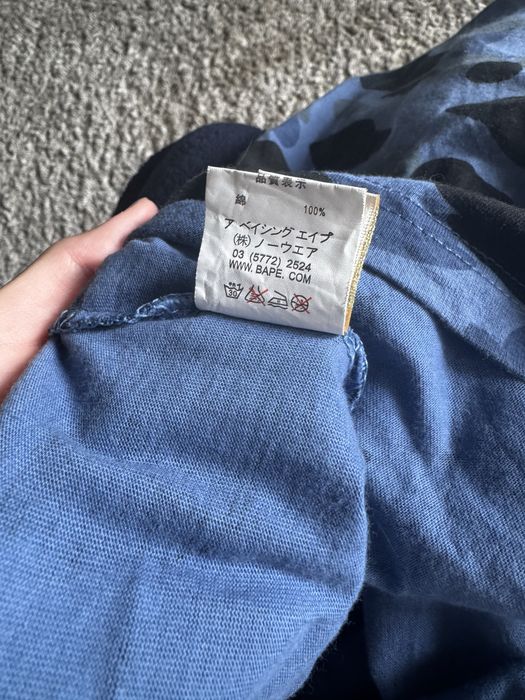 品質表示
綿 100%
ア ベイシング エイプ
(株) ノーウエア
03 (5772) 2524
WWW. BAPE. COM
30